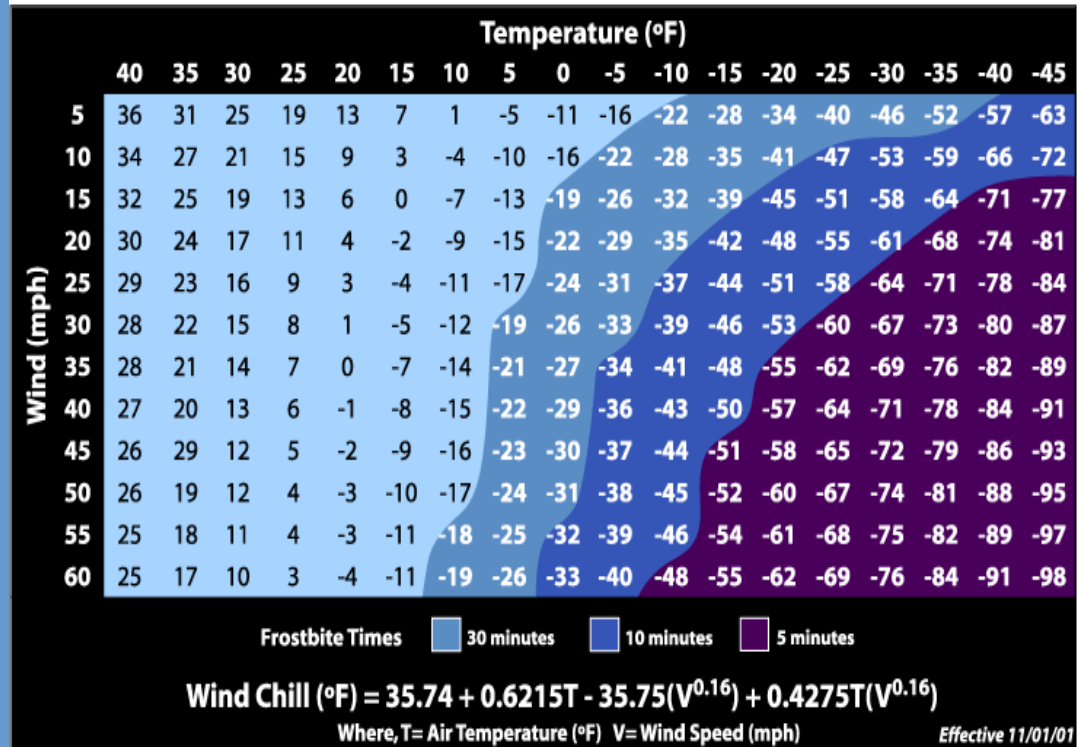 Temperature (ºF)
40 35 30 25 20 15 10 5 0 -5 -10 -15 -20 -25 -30 -35 -40 -45
Wind (mph)
5 36 31 25 19 13 7 1 -5 -11 -16 -22 -28 -34 -40 -46 -52 -57 -63
10 34 27 21 15 9 3 -4 -10 -16 -22 -28 -35 -41 -47 -53 -59 -66 -72
15 32 25 19 13 6 0 -7 -13 -19 -26 -32 -39 -45 -51 -58 -64 -71 -77
20 30 24 17 11 4 -2 -9 -15 -22 -29 -35 -42 -48 -55 -61 -68 -74 -81
25 29 23 16 9 3 -4 -11 -17 -24 -31 -37 -44 -51 -58 -64 -71 -78 -84
30 28 22 15 8 1 -5 -12 -19 -26 -33 -39 -46 -53 -60 -67 -73 -80 -87
35 28 21 14 7 0 -7 -14 -21 -27 -34 -41 -48 -55 -62 -69 -76 -82 -89
40 27 20 13 6 -1 -8 -15 -22 -29 -36 -43 -50 -57 -64 -71 -78 -84 -91
45 26 29 12 5 -2 -9 -16 -23 -30 -37 -44 -51 -58 -65 -72 -79 -86 -93
50 26 19 12 4 -3 -10 -17 -24 -31 -38 -45 -52 -60 -67 -74 -81 -88 -95
55 25 18 11 4 -3 -11 -18 -25 -32 -39 -46 -54 -61 -68 -75 -82 -89 -97
60 25 17 10 3 -4 -11 -19 -26 -33 -40 -48 -55 -62 -69 -76 -84 -91 -98
Frostbite Times 30 minutes 10 minutes 5 minutes
Wind Chill (ºF) = 35.74 + 0.6215T - 35.75(V^0.16) + 0.4275T(V^0.16)
Where, T= Air Temperature (ºF) V= Wind Speed (mph) Effective 11/01/01